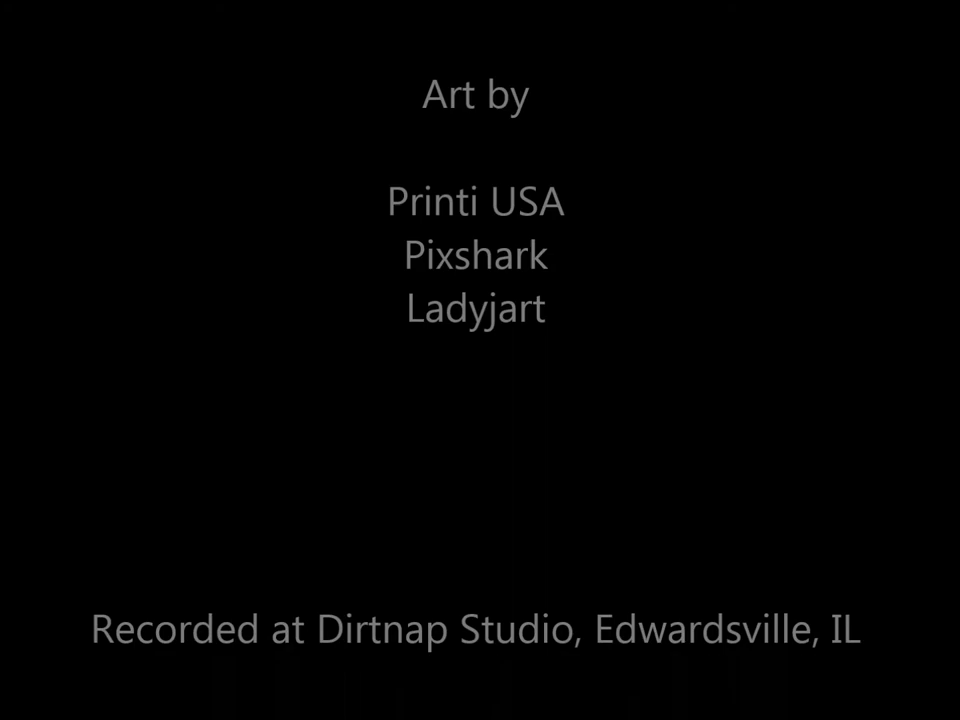 Art by
Printi USA
Pixshark
Ladyjart
Recorded at Dirtnap Studio, Edwardsville, IL